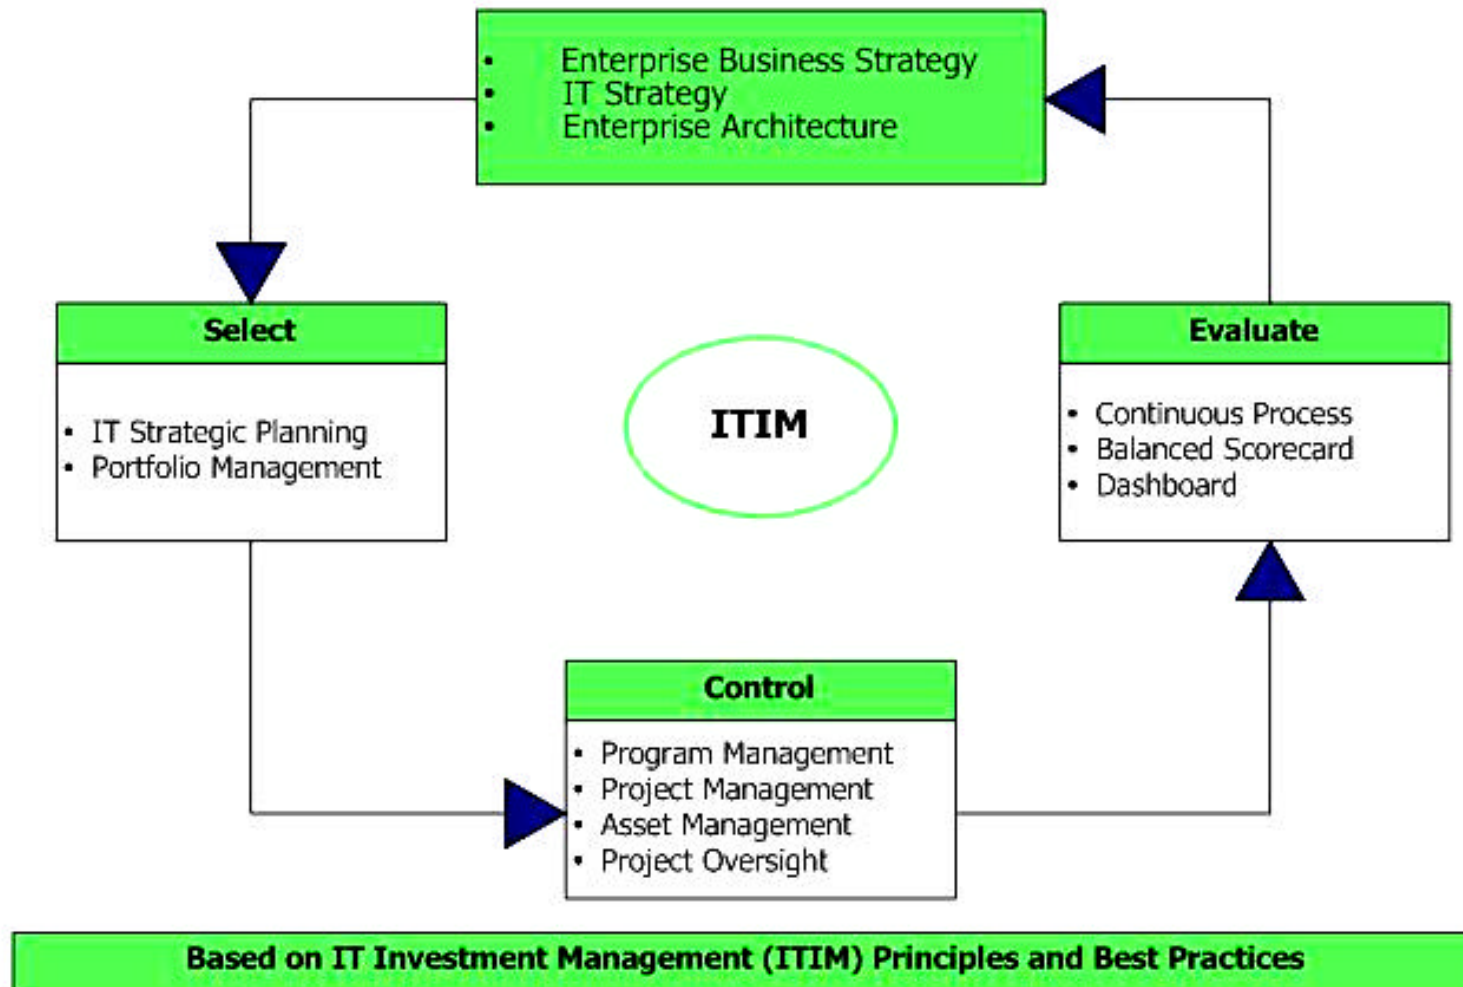 • Enterprise Business Strategy
• IT Strategy
• Enterprise Architecture
Select
• IT Strategic Planning
• Portfolio Management
ITIM
Evaluate
• Continuous Process
• Balanced Scorecard
• Dashboard
Control
• Program Management
• Project Management
• Asset Management
• Project Oversight
Based on IT Investment Management (ITIM) Principles and Best Practices